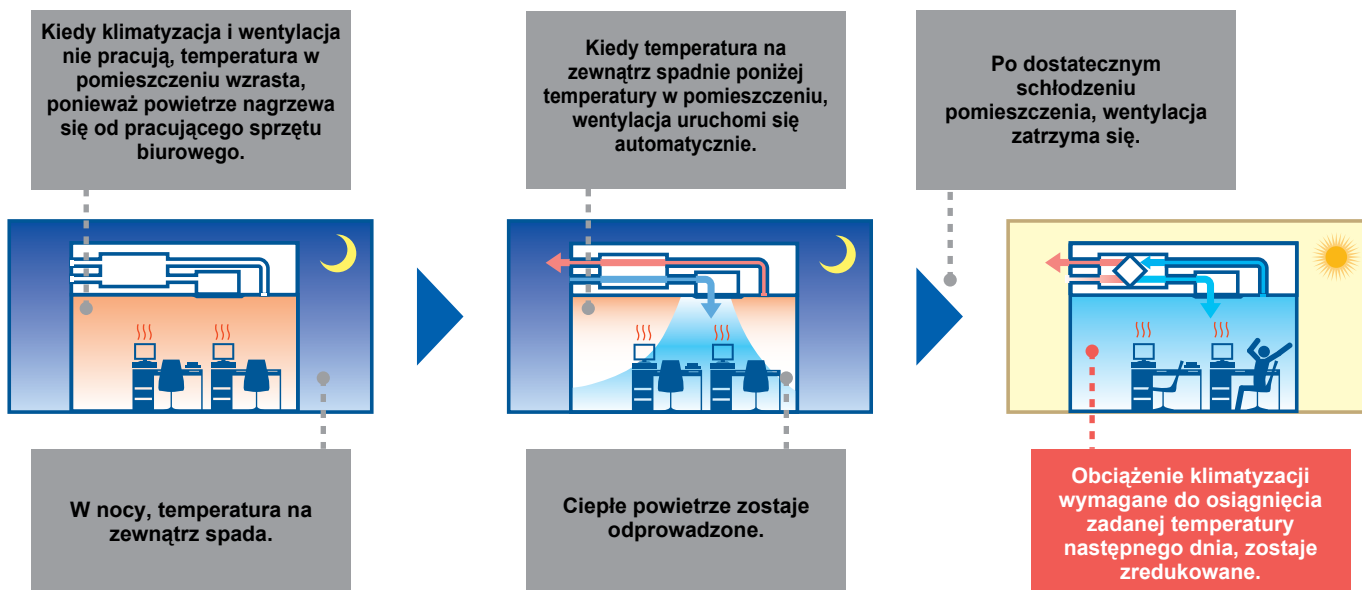 Kiedy klimatyzacja i wentylacja
nie pracują, temperatura w
pomieszczeniu wzrasta,
ponieważ powietrze nagrzewa
się od pracującego sprzętu
biurowego.
Kiedy temperatura na
zewnątrz spadnie poniżej
temperatury w pomieszczeniu,
wentylacja uruchomi się
automatycznie.
Po dostatecznym
schłodzeniu
pomieszczenia, wentylacja
zatrzyma się.
W nocy, temperatura na
zewnątrz spada.
Ciepłe powietrze zostaje
odprowadzone.
Obciążenie klimatyzacji
wymagane do osiągnięcia
zadanej temperatury
następnego dnia, zostaje
zredukowane.